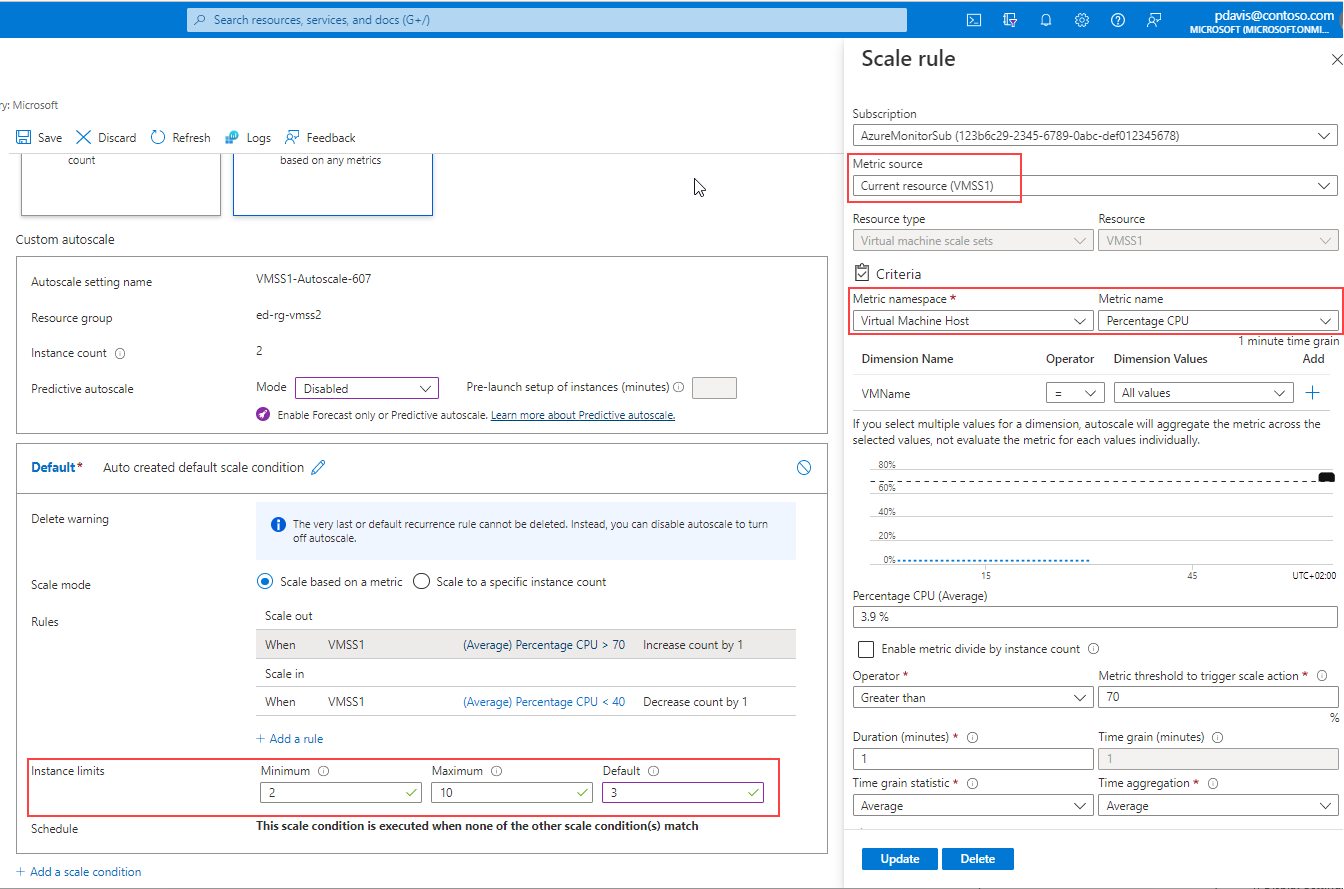 Search resources, services, and docs (G+/)
pdavis@contoso.com
MICROSOFT (MICROSOFT.ONMI...
ry: Microsoft
Save
Discard
Refresh
Logs
Feedback
count
based on any metrics
Custom autoscale
Autoscale setting name
VMSS1-Autoscale-607
Resource group
ed-rg-vmss2
Instance count
2
Predictive autoscale
Mode
Disabled
Pre-launch setup of instances (minutes)
Enable Forecast only or Predictive autoscale. Learn more about Predictive autoscale.
Default*
Auto created default scale condition
Delete warning
The very last or default recurrence rule cannot be deleted. Instead, you can disable autoscale to turn
off autoscale.
Scale mode
Scale based on a metric
Scale to a specific instance count
Rules
Scale out
When VMSS1 (Average) Percentage CPU > 70 Increase count by 1
Scale in
When VMSS1 (Average) Percentage CPU < 40 Decrease count by 1
+ Add a rule
Instance limits
Minimum
2
Maximum
10
Default
3
Schedule
This scale condition is executed when none of the other scale condition(s) match
+ Add a scale condition
Scale rule
Subscription
AzureMonitorSub (123b6c29-2345-6789-0abc-def012345678)
Metric source
Current resource (VMSS1)
Resource type
Virtual machine scale sets
Resource
VMSS1
Criteria
Metric namespace *
Virtual Machine Host
Metric name
Percentage CPU
1 minute time grain
Dimension Name Operator Dimension Values Add
VMName = All values +
If you select multiple values for a dimension, autoscale will aggregate the metric across the
selected values, not evaluate the metric for each values individually.
80%
60%
40%
20%
0%
15 45 UTC+02:00
Percentage CPU (Average)
3.9 %
Enable metric divide by instance count
Operator *
Greater than
Metric threshold to trigger scale action *
70
%
Duration (minutes) *
1
Time grain (minutes)
1
Time grain statistic *
Average
Time aggregation *
Average
Update
Delete